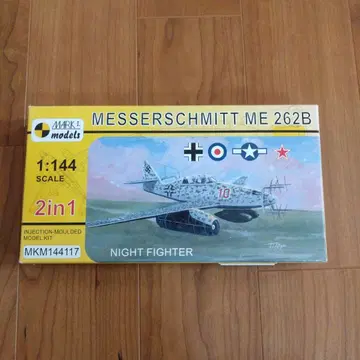 MARK I.
models
MESSERSCHMITT ME 262B
1:144
SCALE
2in1
INJECTION-MOULDED
MODEL KIT
MKM144117
NIGHT FIGHTER
10